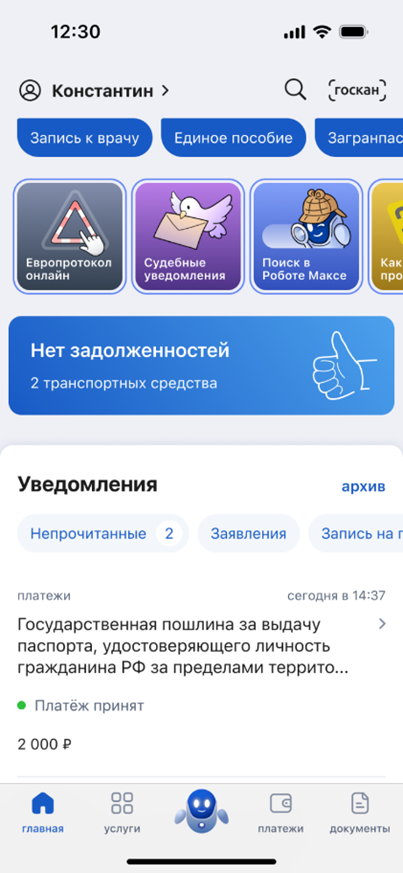 12:30
Константин
госкан
Запись к врачу
Единое пособие
Загранпас
Европротокол
онлайн
Судебные
уведомления
Поиск в
Роботе Максе
Как
про
Нет задолженностей
2 транспортных средства
Уведомления
архив
Непрочитанные 2
Заявления
Запись на п
платежи
сегодня в 14:37
Государственная пошлина за выдачу
паспорта, удостоверяющего личность
гражданина РФ за пределами террито...
Платёж принят
2 000 ₽
главная
услуги
платежи
документы